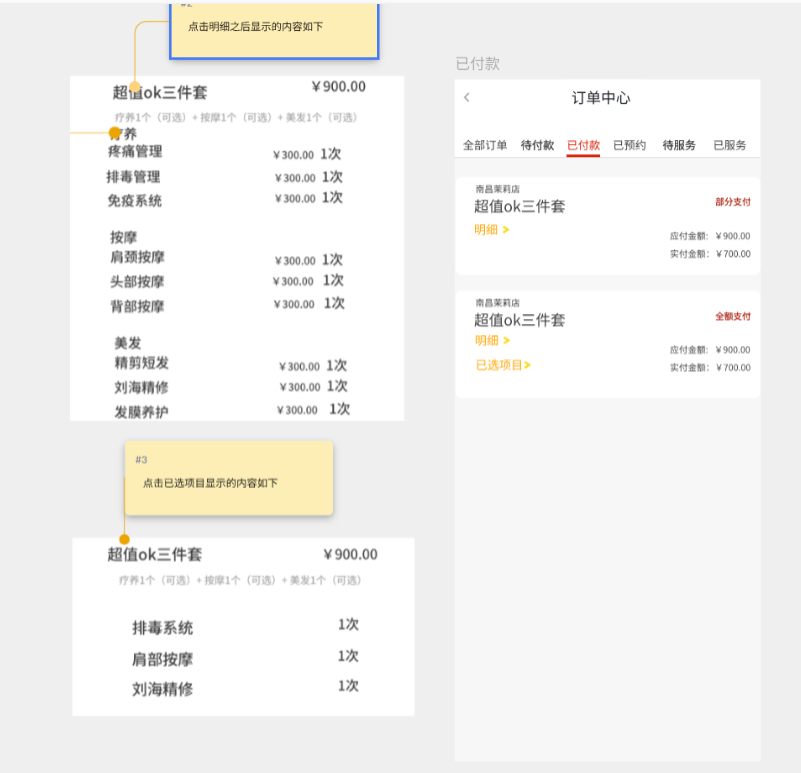 #2
点击明细之后显示的内容如下
超值ok三件套
￥900.00
疗养1个（可选）+ 按摩1个（可选）+ 美发1个（可选）
疗养
疼痛管理 ￥300.00 1次
排毒管理 ￥300.00 1次
免疫系统 ￥300.00 1次
按摩
肩颈按摩 ￥300.00 1次
头部按摩 ￥300.00 1次
背部按摩 ￥300.00 1次
美发
精剪短发 ￥300.00 1次
刘海精修 ￥300.00 1次
发膜养护 ￥300.00 1次
#3
点击已选项目显示的内容如下
超值ok三件套 ￥900.00
疗养1个（可选）+ 按摩1个（可选）+ 美发1个（可选）
排毒系统 1次
肩部按摩 1次
刘海精修 1次
已付款
订单中心
全部订单 待付款 已付款 已预约 待服务 已服务
南昌茉莉店
超值ok三件套 部分支付
明细 >
应付金额: ￥900.00
实付金额: ￥700.00
南昌茉莉店
超值ok三件套 全额支付
明细 >
应付金额: ￥900.00
已选项目>
实付金额: ￥700.00